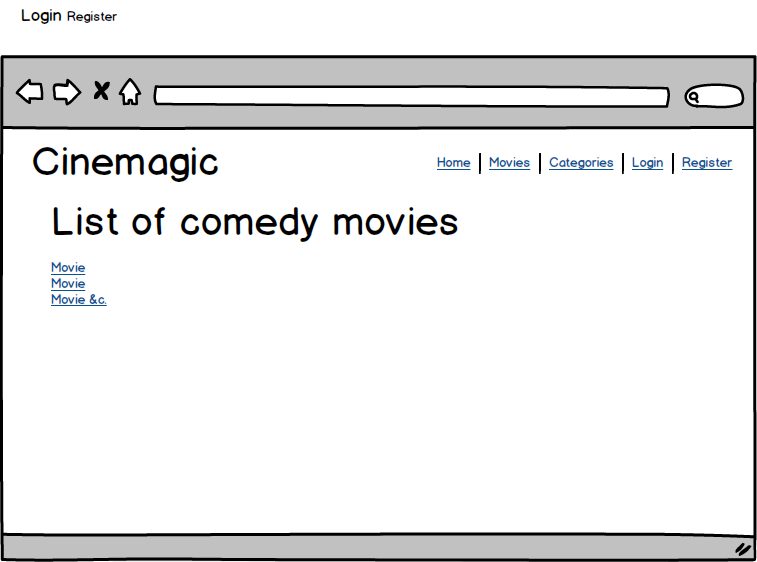 Login Register
Cinemagic
Home Movies Categories Login Register
List of comedy movies
Movie
Movie
Movie &c.